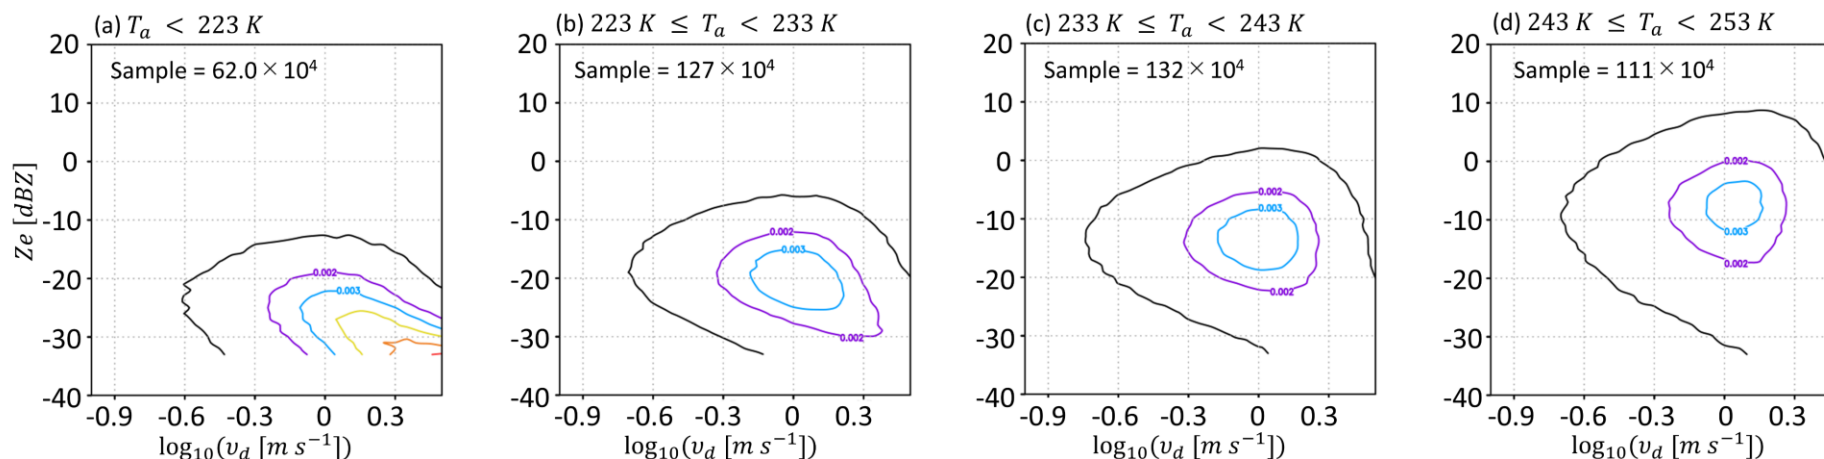 (a) Tₐ < 223 K
Sample = 62.0 × 10⁴
20
10
0
-10
-20
-30
-40
Ze [dBZ]
0.002
0.003
-0.9 -0.6 -0.3 0 0.3
log₁₀(υ_d [m s⁻¹])
(b) 223 K ≤ Tₐ < 233 K
Sample = 127 × 10⁴
20
10
0
-10
-20
-30
-40
0.002
0.003
0.002
-0.9 -0.6 -0.3 0 0.3
log₁₀(υ_d [m s⁻¹])
(c) 233 K ≤ Tₐ < 243 K
Sample = 132 × 10⁴
20
10
0
-10
-20
-30
-40
0.002
0.003
0.002
-0.9 -0.6 -0.3 0 0.3
log₁₀(υ_d [m s⁻¹])
(d) 243 K ≤ Tₐ < 253 K
Sample = 111 × 10⁴
20
10
0
-10
-20
-30
-40
0.002
0.003
0.002
-0.9 -0.6 -0.3 0 0.3
log₁₀(υ_d [m s⁻¹])